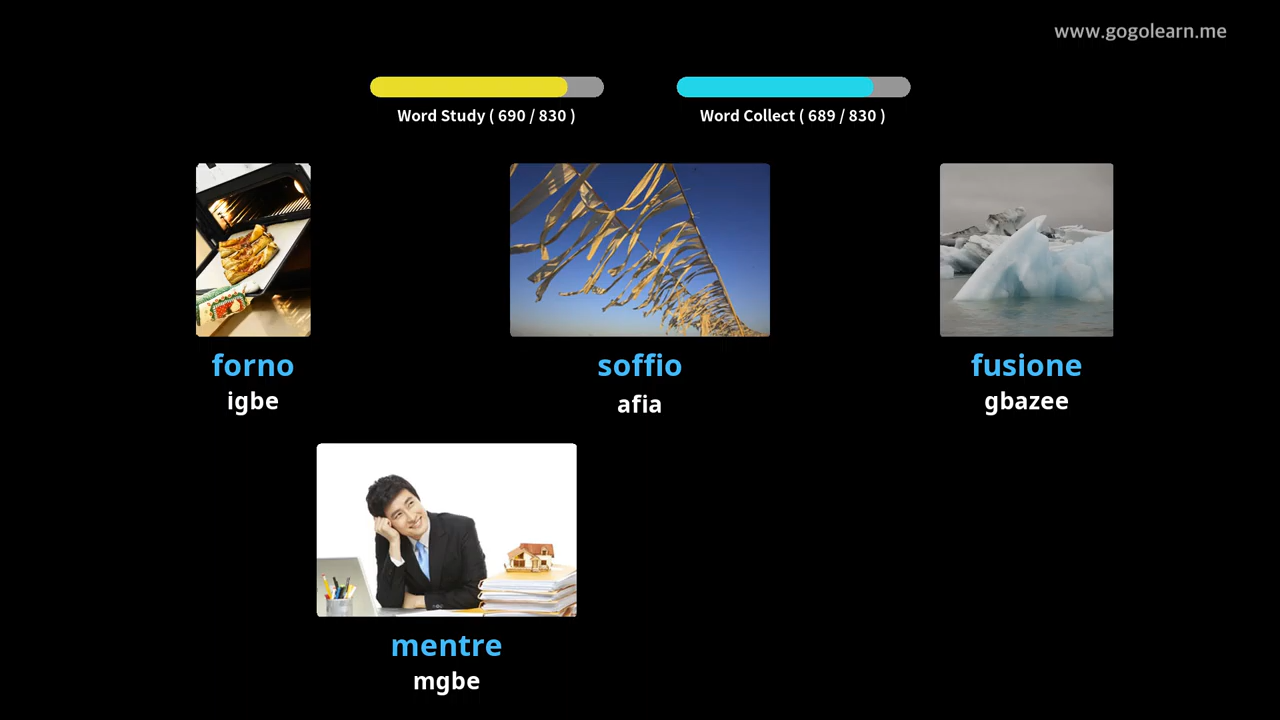 www.gogolearn.me
Word Study ( 690 / 830 )
Word Collect ( 689 / 830 )
forno
igbe
soffio
afia
fusione
gbazee
mentre
mgbe